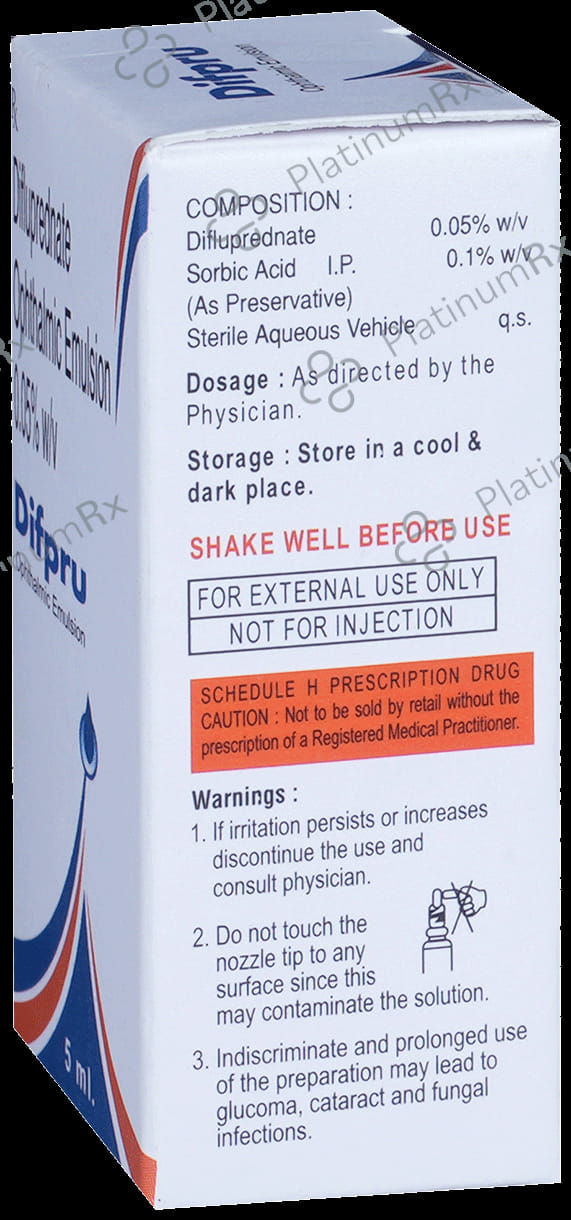 Difpru
Ophthalmic Emulsion
Difluprednate
Ophthalmic Emulsion
0.05% w/v
Difpru
Ophthalmic Emulsion
5 ml.
COMPOSITION :
Difluprednate 0.05% w/v
Sorbic Acid I.P. 0.1% w/v
(As Preservative)
Sterile Aqueous Vehicle q.s.
Dosage : As directed by the
Physician.
Storage : Store in a cool &
dark place.
SHAKE WELL BEFORE USE
FOR EXTERNAL USE ONLY
NOT FOR INJECTION
SCHEDULE H PRESCRIPTION DRUG
CAUTION : Not to be sold by retail without the
prescription of a Registered Medical Practitioner.
Warnings :
1. If irritation persists or increases
discontinue the use and
consult physician.
2. Do not touch the
nozzle tip to any
surface since this
may contaminate the solution.
3. Indiscriminate and prolonged use
of the preparation may lead to
glucoma, cataract and fungal
infections.
PlatinumRx
PlatinumRx
PlatinumRx